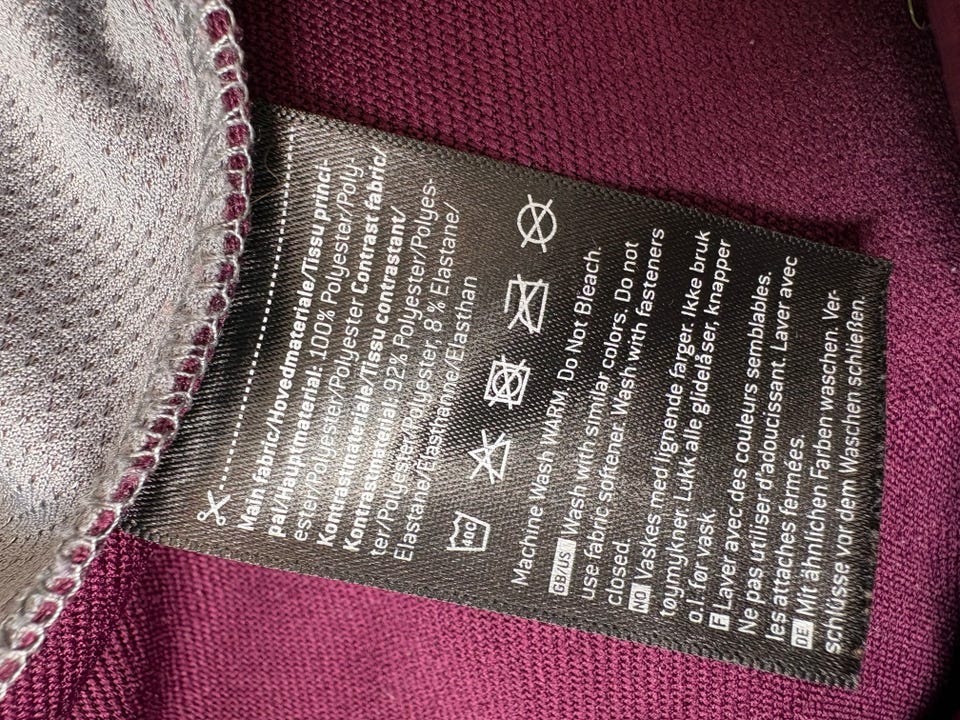 Main fabric/Hovedmateriale/Tissu princi-
pal/Hauptmaterial: 100% Polyester/Poly-
ester/Polyester/Polyester Contrast fabric/
Kontrastmateriale/Tissu contrastant/
Kontrastmaterial: 92% Polyester/Polyes-
ter/Polyester/Polyester, 8% Elastane/
Elastane/Élasthanne/Elasthan
40C
Machine Wash WARM Do Not Bleach.
GB/US Wash with similar colors. Do not
use fabric softener. Wash with fasteners
closed.
NO Vaskes med lignende farger. Ikke bruk
tøymykner. Lukk alle glidelåser, knapper
o.l før vask
F Laver avec des couleurs semblables.
Ne pas utiliser d'adoucissant. Laver avec
les attaches fermées.
DE Mit ähnlichen Farben waschen. Ver-
schlüsse vor dem Waschen schließen.